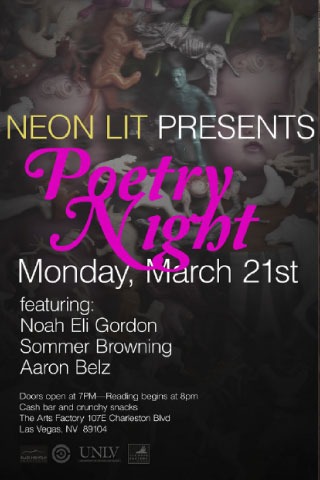 NEON LIT PRESENTS
Poetry
Night
Monday, March 21st
featuring:
Noah Eli Gordon
Sommer Browning
Aaron Belz
Doors open at 7PM—Reading begins at 8pm
Cash bar and crunchy snacks
The Arts Factory 107E Charleston Blvd
Las Vegas, NV 89104
UNLV